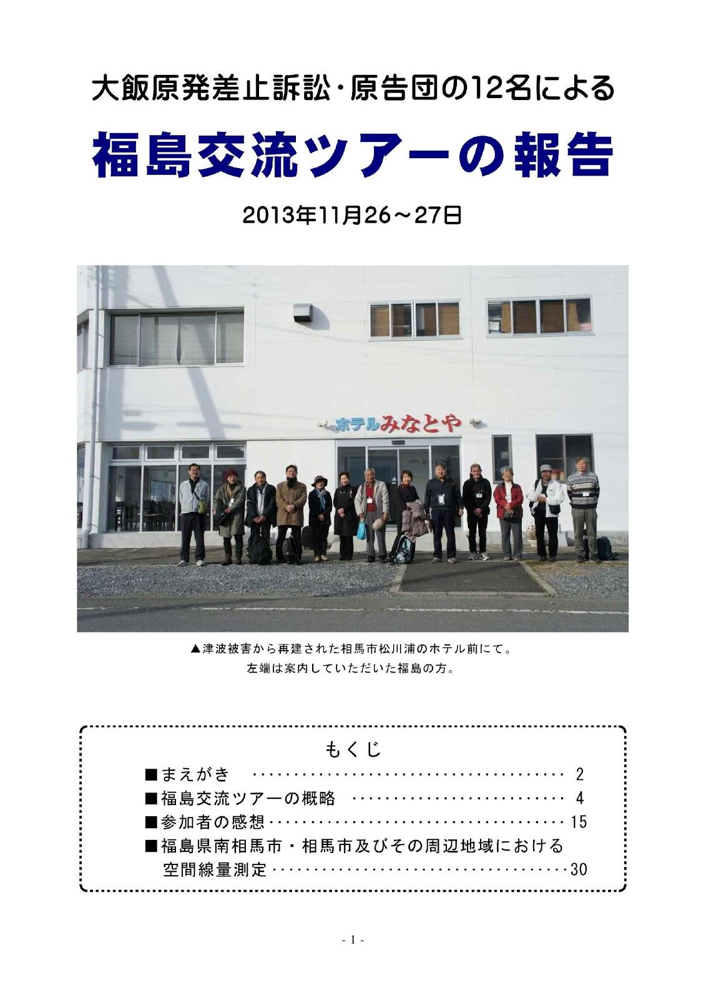 大飯原発差止訴訟・原告団の12名による
福島交流ツアーの報告
2013年11月26～27日
ホテルみなとや
▲津波被害から再建された相馬市松川浦のホテル前にて。
左端は案内していただいた福島の方。
もくじ
■まえがき ······································ 2
■福島交流ツアーの概略 ·························· 4
■参加者の感想····································15
■福島県南相馬市・相馬市及びその周辺地域における
空間線量測定····································30
- 1 -